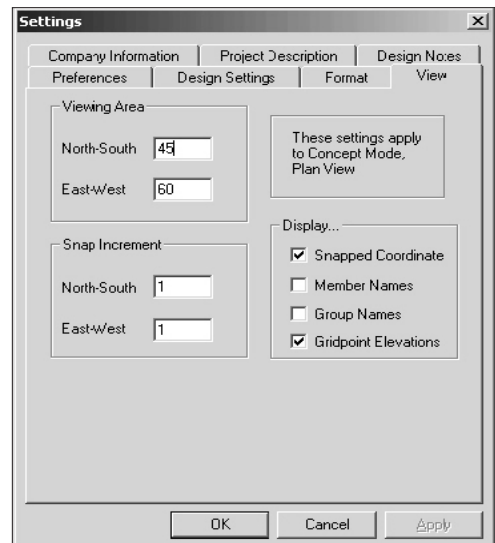 Settings
Company Information Project Description Design Notes
Preferences Design Settings Format View
Viewing Area
North-South 45
East-West 60
These settings apply
to Concept Mode,
Plan View
Snap Increment
North-South 1
East-West 1
Display...
Snapped Coordinate
Member Names
Group Names
Gridpoint Elevations
OK Cancel Apply